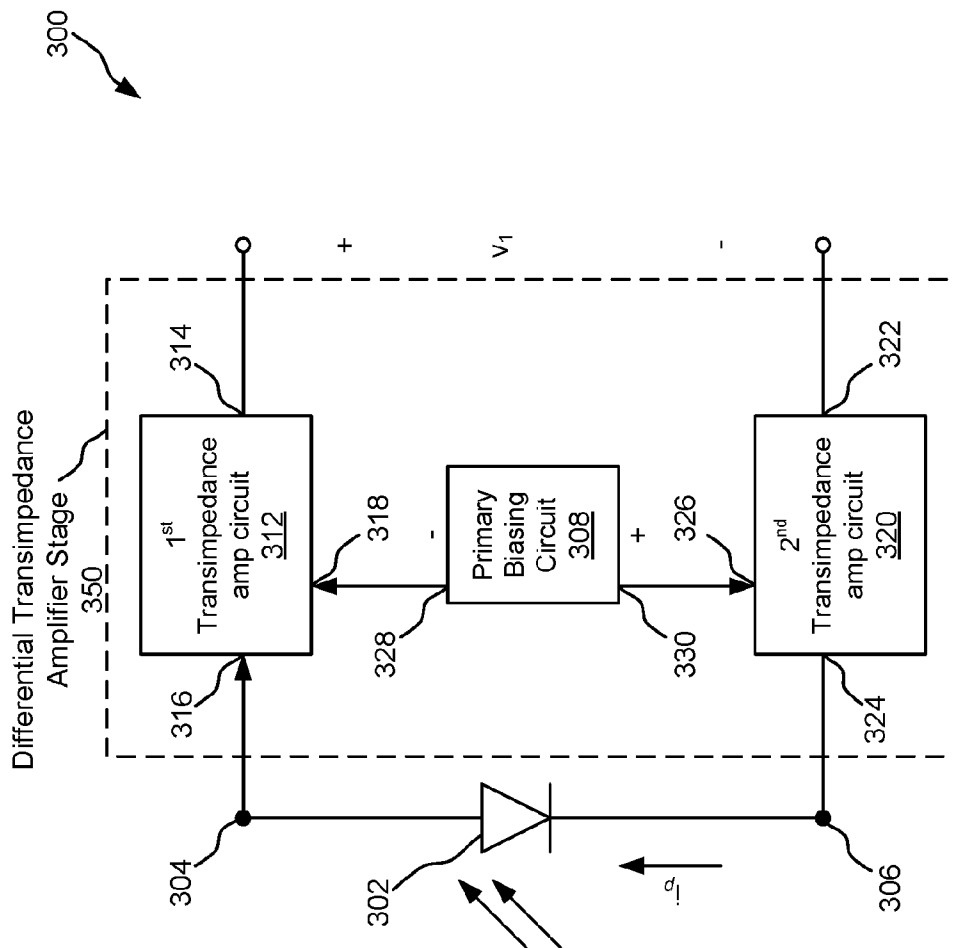 300
Differential Transimpedance
Amplifier Stage
350
314
316
1st
Transimpedance
amp circuit
312
318
304
+
-
328
Primary
Biasing
Circuit
308
v1
302
+
330
326
-
ip
2nd
Transimpedance
amp circuit
320
324
322
306